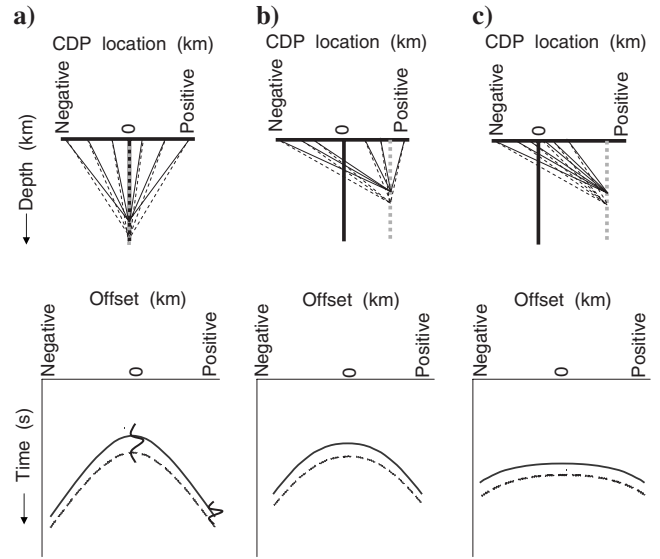 a)
CDP location (km)
Negative
0
Positive
Depth (km)
Offset (km)
Negative
0
Positive
Time (s)
b)
CDP location (km)
Negative
0
Positive
Offset (km)
Negative
0
Positive
c)
CDP location (km)
Negative
0
Positive
Offset (km)
Negative
0
Positive